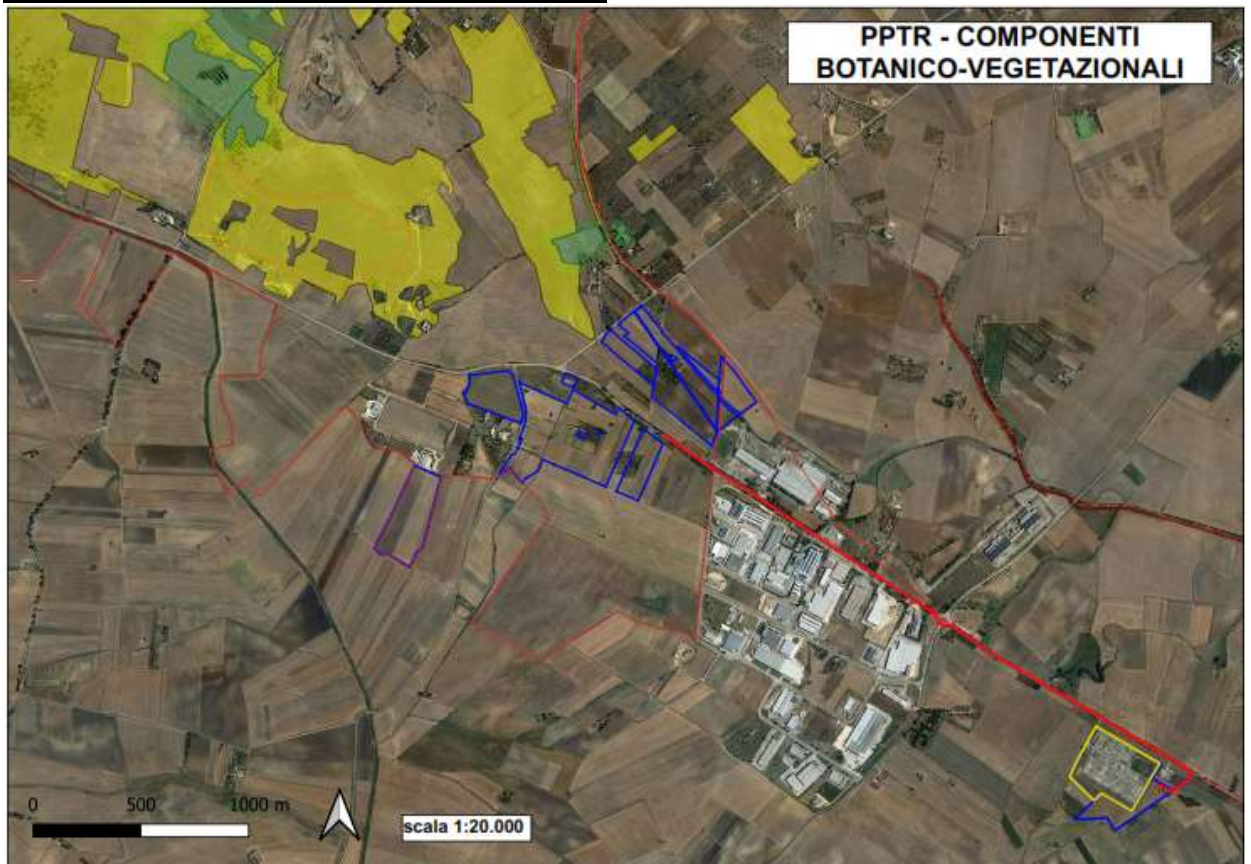 PPTR - COMPONENTI
BOTANICO-VEGETAZIONALI
0 500 1000 m
scala 1:20.000